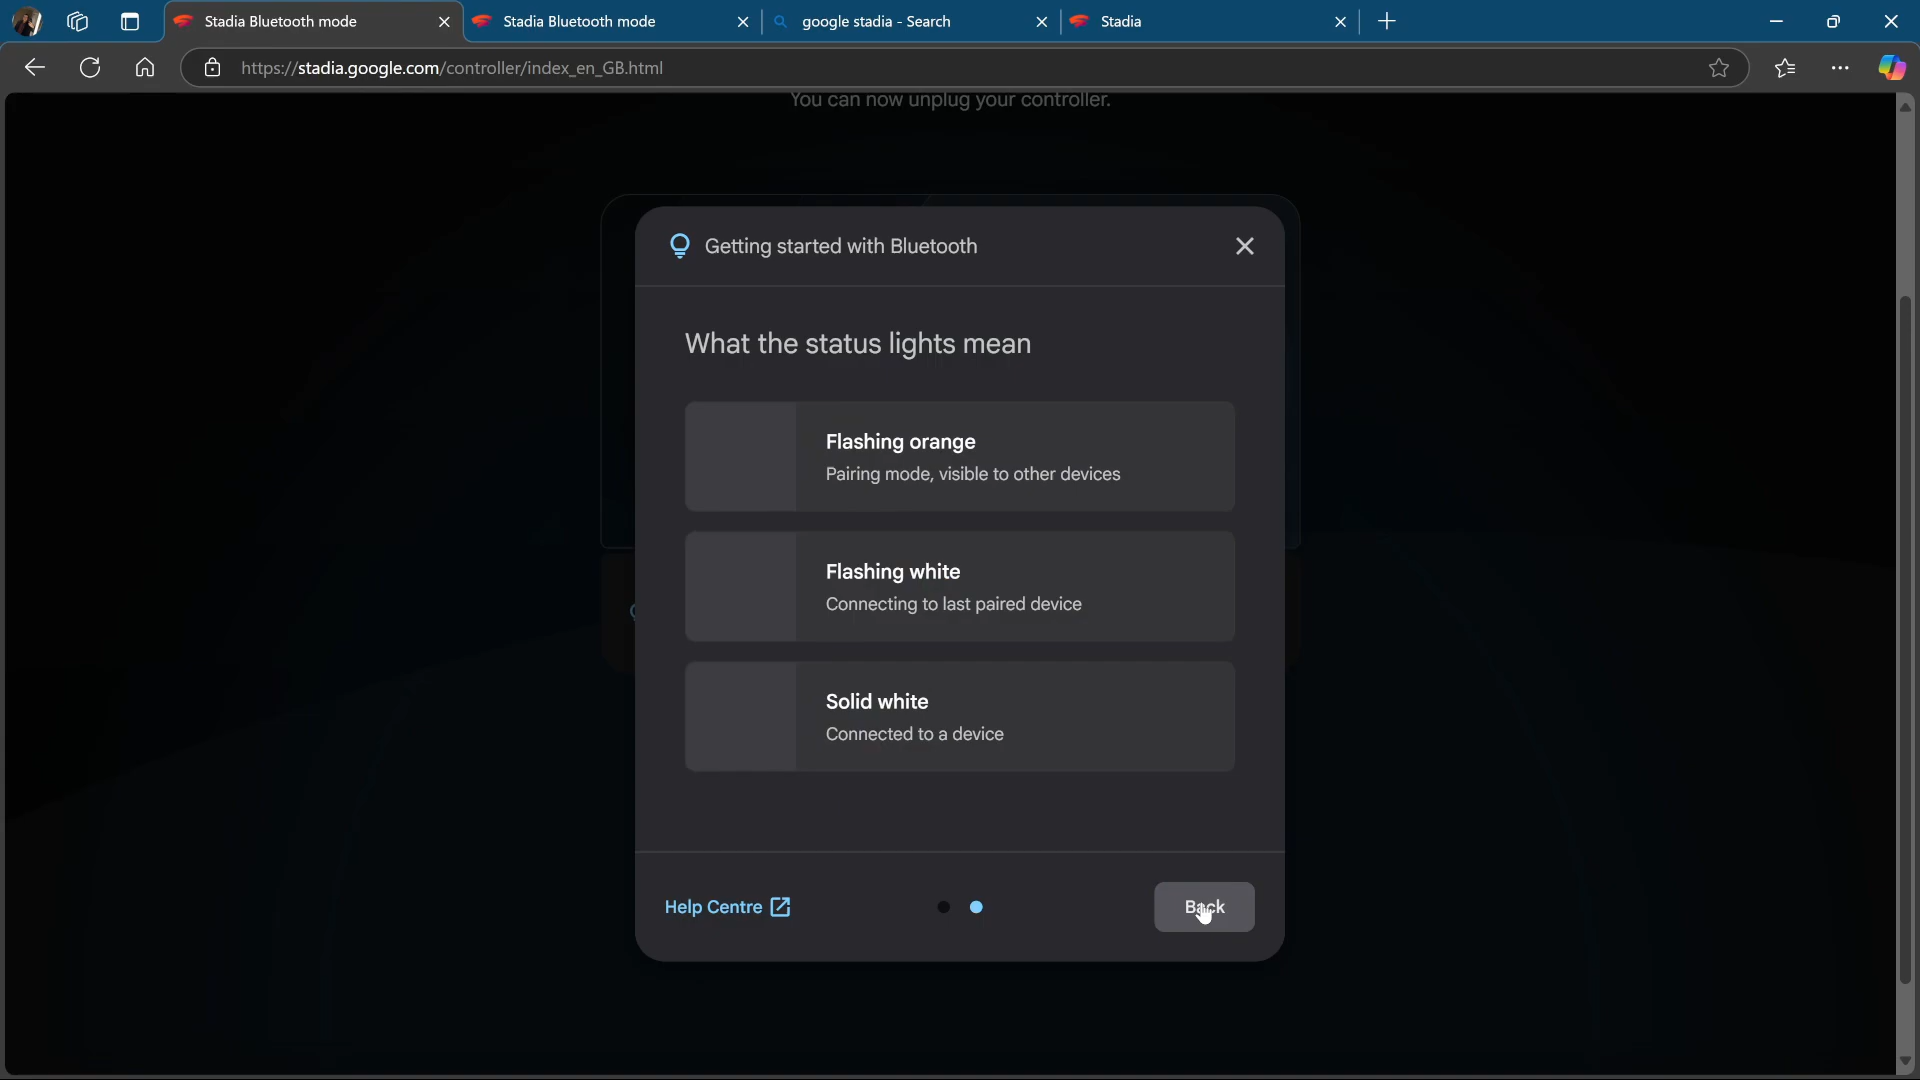 Stadia Bluetooth mode
Stadia Bluetooth mode
google stadia - Search
Stadia
https://stadia.google.com/controller/index_en_GB.html
You can now unplug your controller.
Getting started with Bluetooth
What the status lights mean
Flashing orange
Pairing mode, visible to other devices
Flashing white
Connecting to last paired device
Solid white
Connected to a device
Help Centre
Back